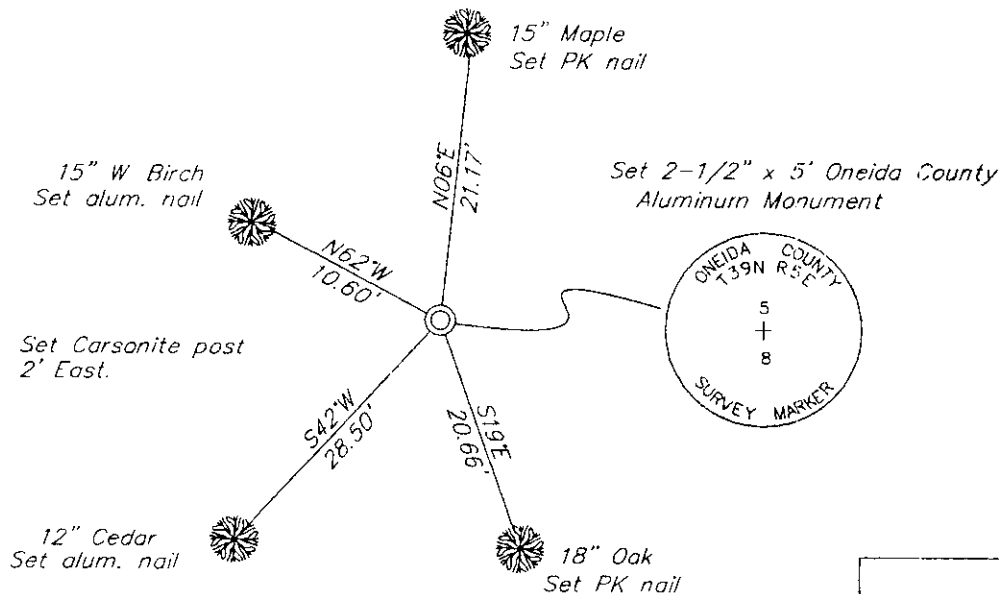 15" Maple
Set PK nail
15" W Birch
Set alum. nail
N06°E
21.17'
Set 2-1/2" x 5' Oneida County
Aluminum Monument
N62°W
10.60'
ONEIDA COUNTY
T39N R5E
5
8
SURVEY MARKER
Set Carsonite post
2' East.
S42°W
28.50'
S19°E
20.66'
12" Cedar
Set alum. nail
18" Oak
Set PK nail